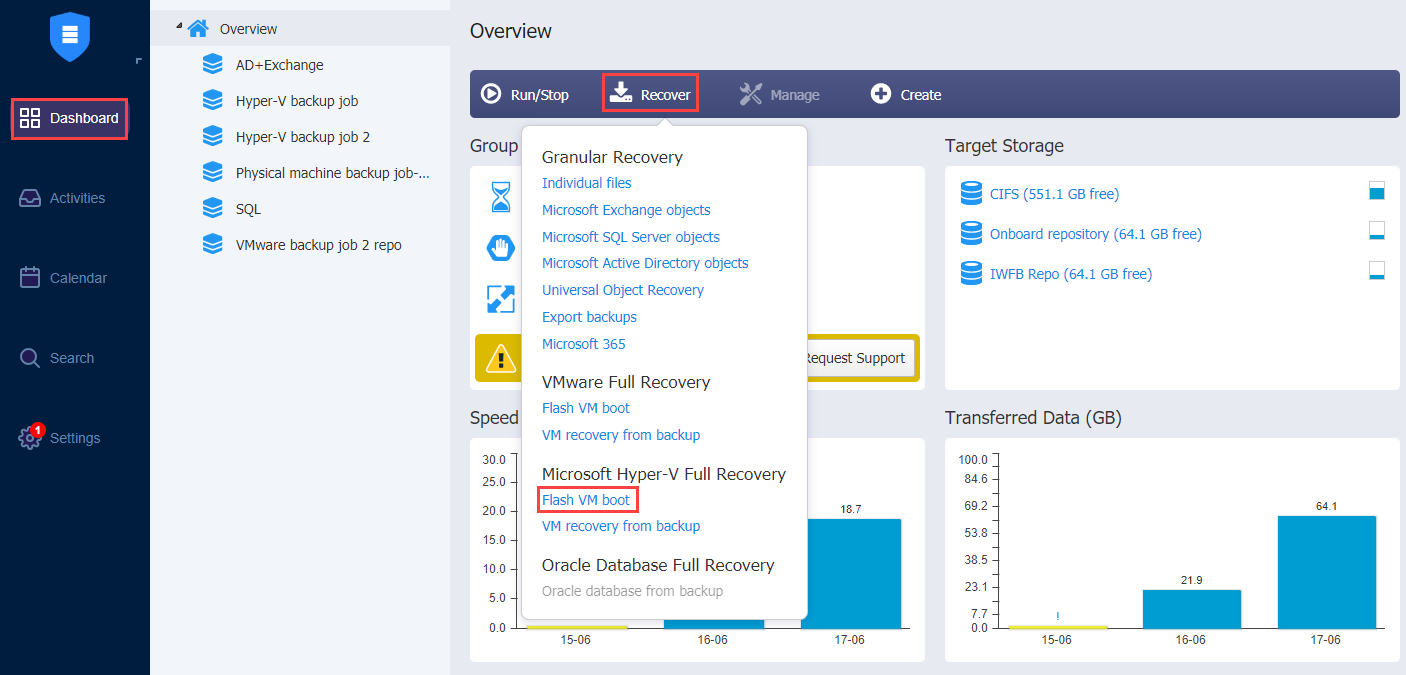 Dashboard
Activities
Calendar
Search
1
Settings
Overview
AD+Exchange
Hyper-V backup job
Hyper-V backup job 2
Physical machine backup job-...
SQL
VMware backup job 2 repo
Overview
Run/Stop
Recover
Manage
Create
Group
Granular Recovery
Individual files
Microsoft Exchange objects
Microsoft SQL Server objects
Microsoft Active Directory objects
Universal Object Recovery
Export backups
Microsoft 365
VMware Full Recovery
Flash VM boot
VM recovery from backup
Microsoft Hyper-V Full Recovery
Flash VM boot
VM recovery from backup
Oracle Database Full Recovery
Oracle database from backup
Request Support
Target Storage
CIFS (551.1 GB free)
Onboard repository (64.1 GB free)
IWFB Repo (64.1 GB free)
Speed
30.0
25.0
20.0
15.0
10.0
5.0
0.0
18.7
15-06
16-06
17-06
Transferred Data (GB)
100.0
84.6
69.2
53.8
38.5
23.1
7.7
0.0
!
21.9
64.1
15-06
16-06
17-06